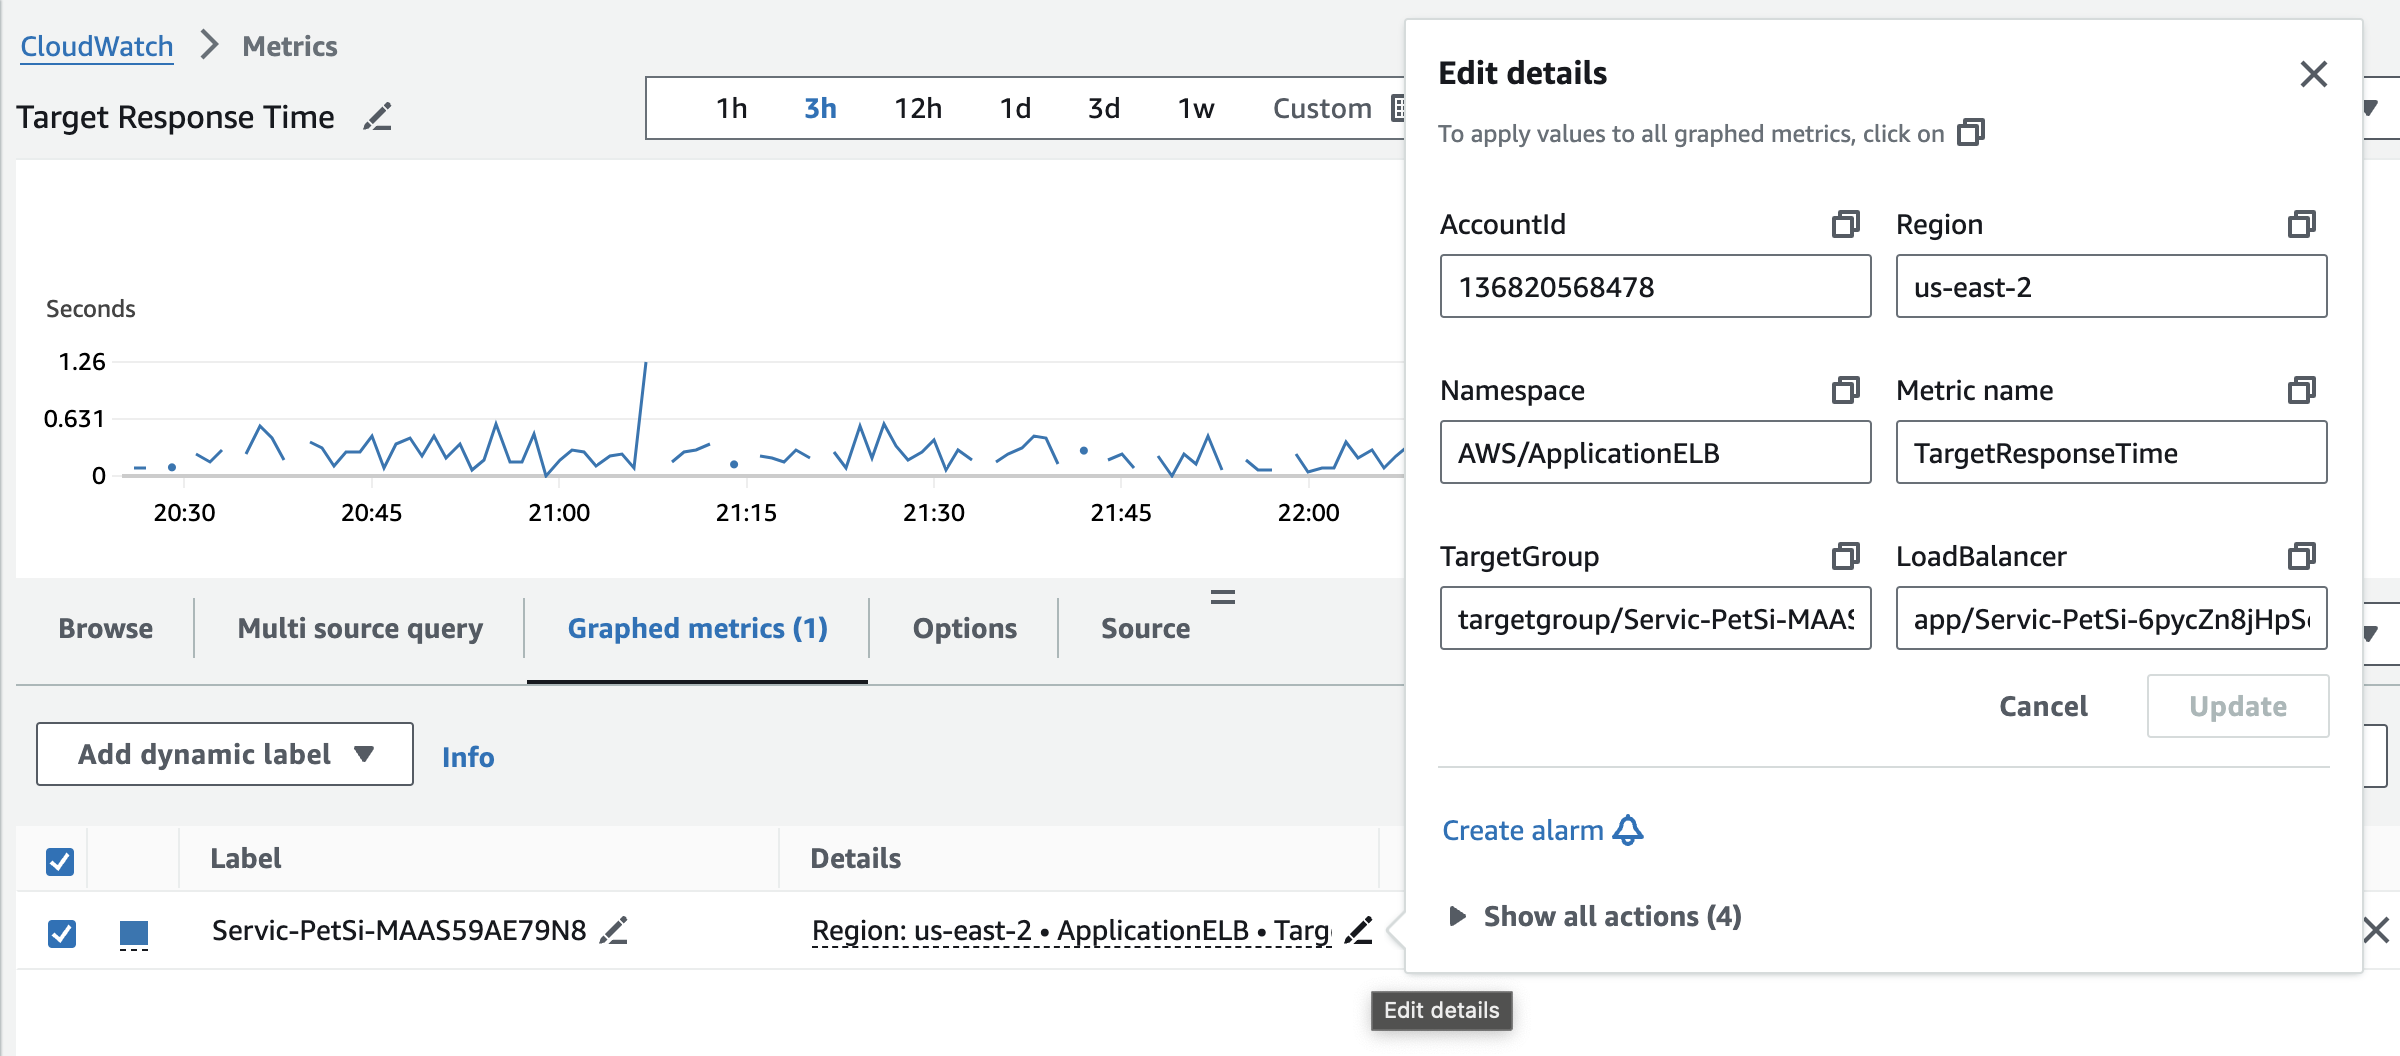 CloudWatch > Metrics
Target Response Time
1h 3h 12h 1d 3d 1w Custom
Seconds
1.26
0.631
0
20:30 20:45 21:00 21:15 21:30 21:45 22:00
Browse Multi source query Graphed metrics (1) Options Source
Add dynamic label Info
Label Details
Servic-PetSi-MAAS59AE79N8 Region: us-east-2 • ApplicationELB • Targ
Edit details
Edit details
To apply values to all graphed metrics, click on
AccountId Region
136820568478 us-east-2
Namespace Metric name
AWS/ApplicationELB TargetResponseTime
TargetGroup LoadBalancer
targetgroup/Servic-PetSi-MAAS app/Servic-PetSi-6pycZn8jHpS
Cancel Update
Create alarm
Show all actions (4)